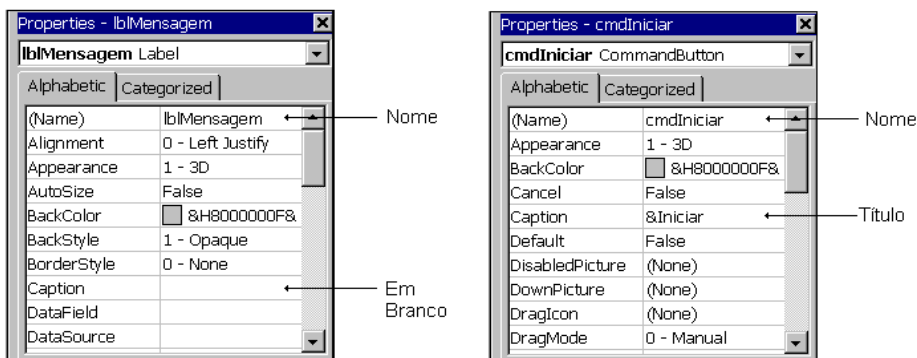 Properties - lblMensagem
lblMensagem Label
Alphabetic Categorized
(Name) lblMensagem
Alignment 0 - Left Justify
Appearance 1 - 3D
AutoSize False
BackColor &H8000000F&
BackStyle 1 - Opaque
BorderStyle 0 - None
Caption
DataField
DataSource
Nome
Em
Branco
Properties - cmdIniciar
cmdIniciar CommandButton
Alphabetic Categorized
(Name) cmdIniciar
Appearance 1 - 3D
BackColor &H8000000F&
Cancel False
Caption &Iniciar
Default False
DisabledPicture (None)
DownPicture (None)
DragIcon (None)
DragMode 0 - Manual
Nome
Título